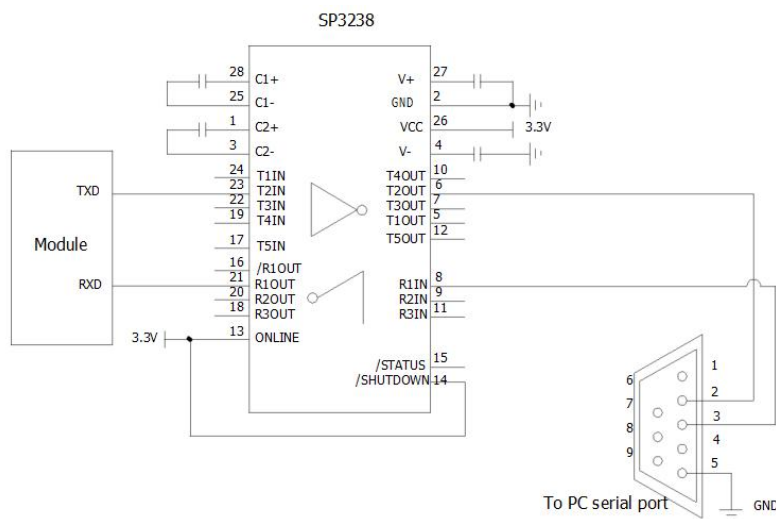 SP3238
28 C1+ V+ 27
25 C1- GND 2
1 C2+ VCC 26 3.3V
3 C2- V- 4
24 T1IN T4OUT 10
TXD 23 T2IN T2OUT 6
22 T3IN T3OUT 7
19 T4IN T1OUT 5
17 T5IN T5OUT 12
Module
16 /R1OUT
RXD 21 R1OUT R1IN 8
20 R2OUT R2IN 9
18 R3OUT R3IN 11
3.3V 13 ONLINE
/STATUS 15
/SHUTDOWN 14
1
6
2
7
3
8
4
9
5
To PC serial port
GND